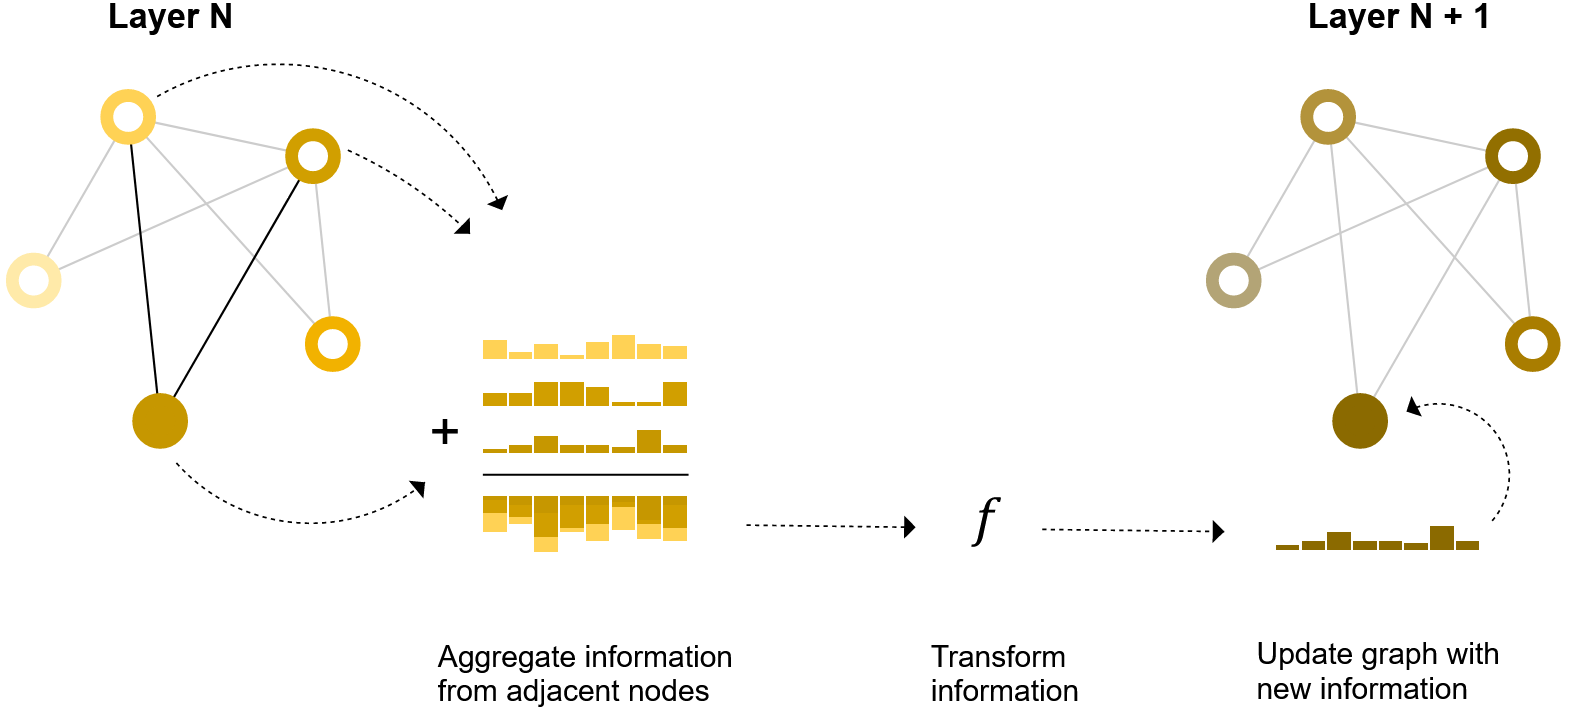 Layer N
Layer N + 1
+
f
Aggregate information
from adjacent nodes
Transform
information
Update graph with
new information